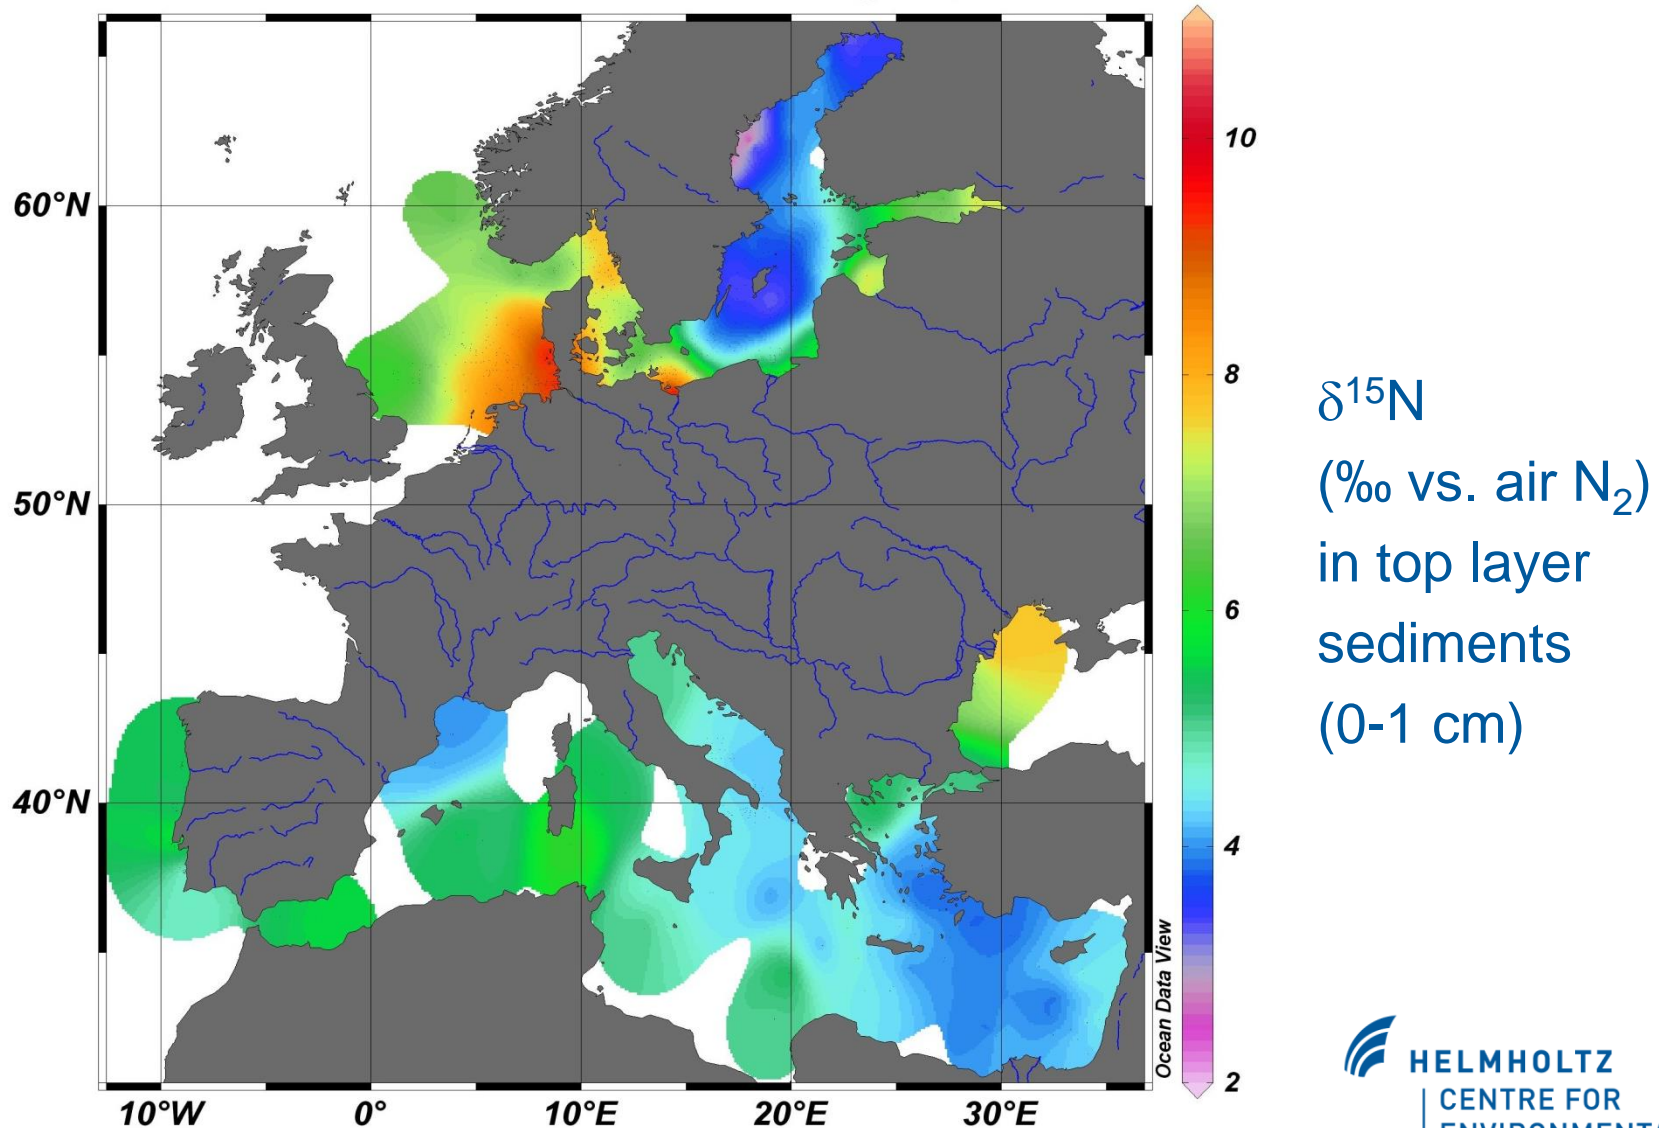 60°N
50°N
40°N
10°W
0°
10°E
20°E
30°E
Ocean Data View
10
8
6
4
2
δ¹⁵N
(‰ vs. air N₂)
in top layer
sediments
(0-1 cm)
HELMHOLTZ
CENTRE FOR